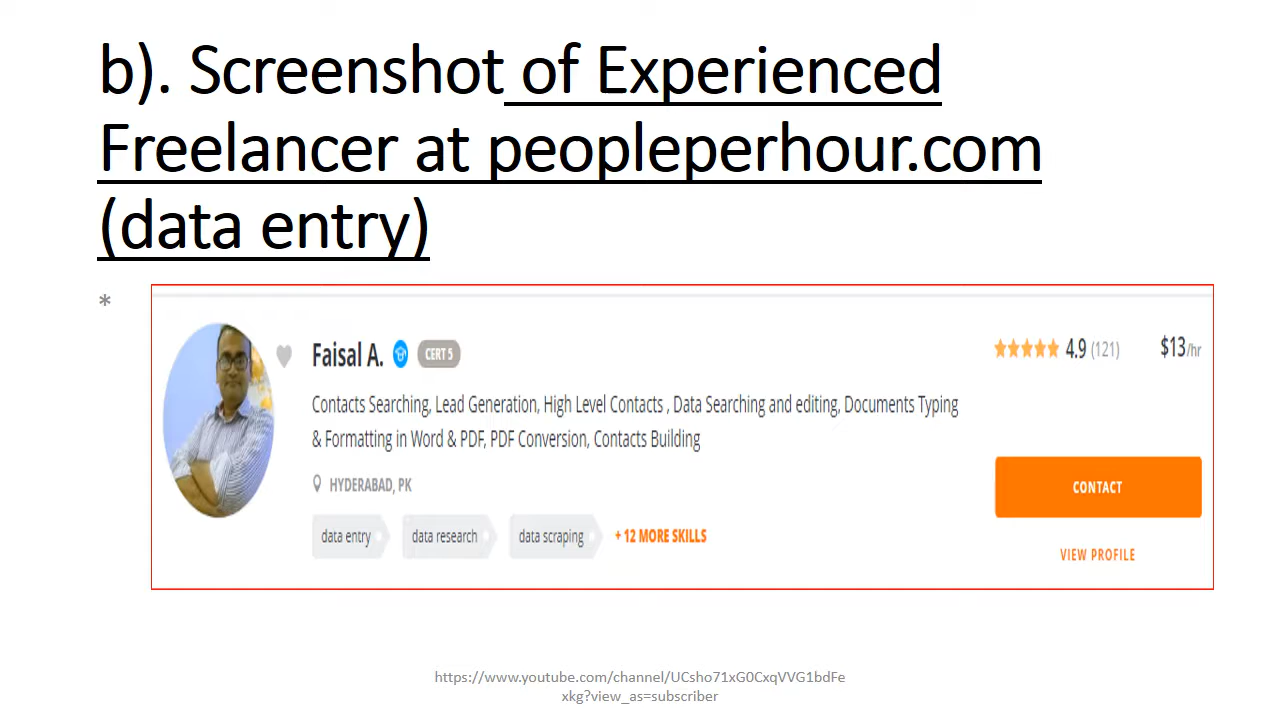 b). Screenshot of Experienced
Freelancer at peopleperhour.com
(data entry)
*
Faisal A. CERT 5
4.9 (121) $13/hr
Contacts Searching, Lead Generation, High Level Contacts , Data Searching and editing, Documents Typing
& Formatting in Word & PDF, PDF Conversion, Contacts Building
HYDERABAD, PK
CONTACT
data entry data research data scraping + 12 MORE SKILLS
VIEW PROFILE
https://www.youtube.com/channel/UCsho71xG0CxqVVG1bdFe
xkg?view_as=subscriber